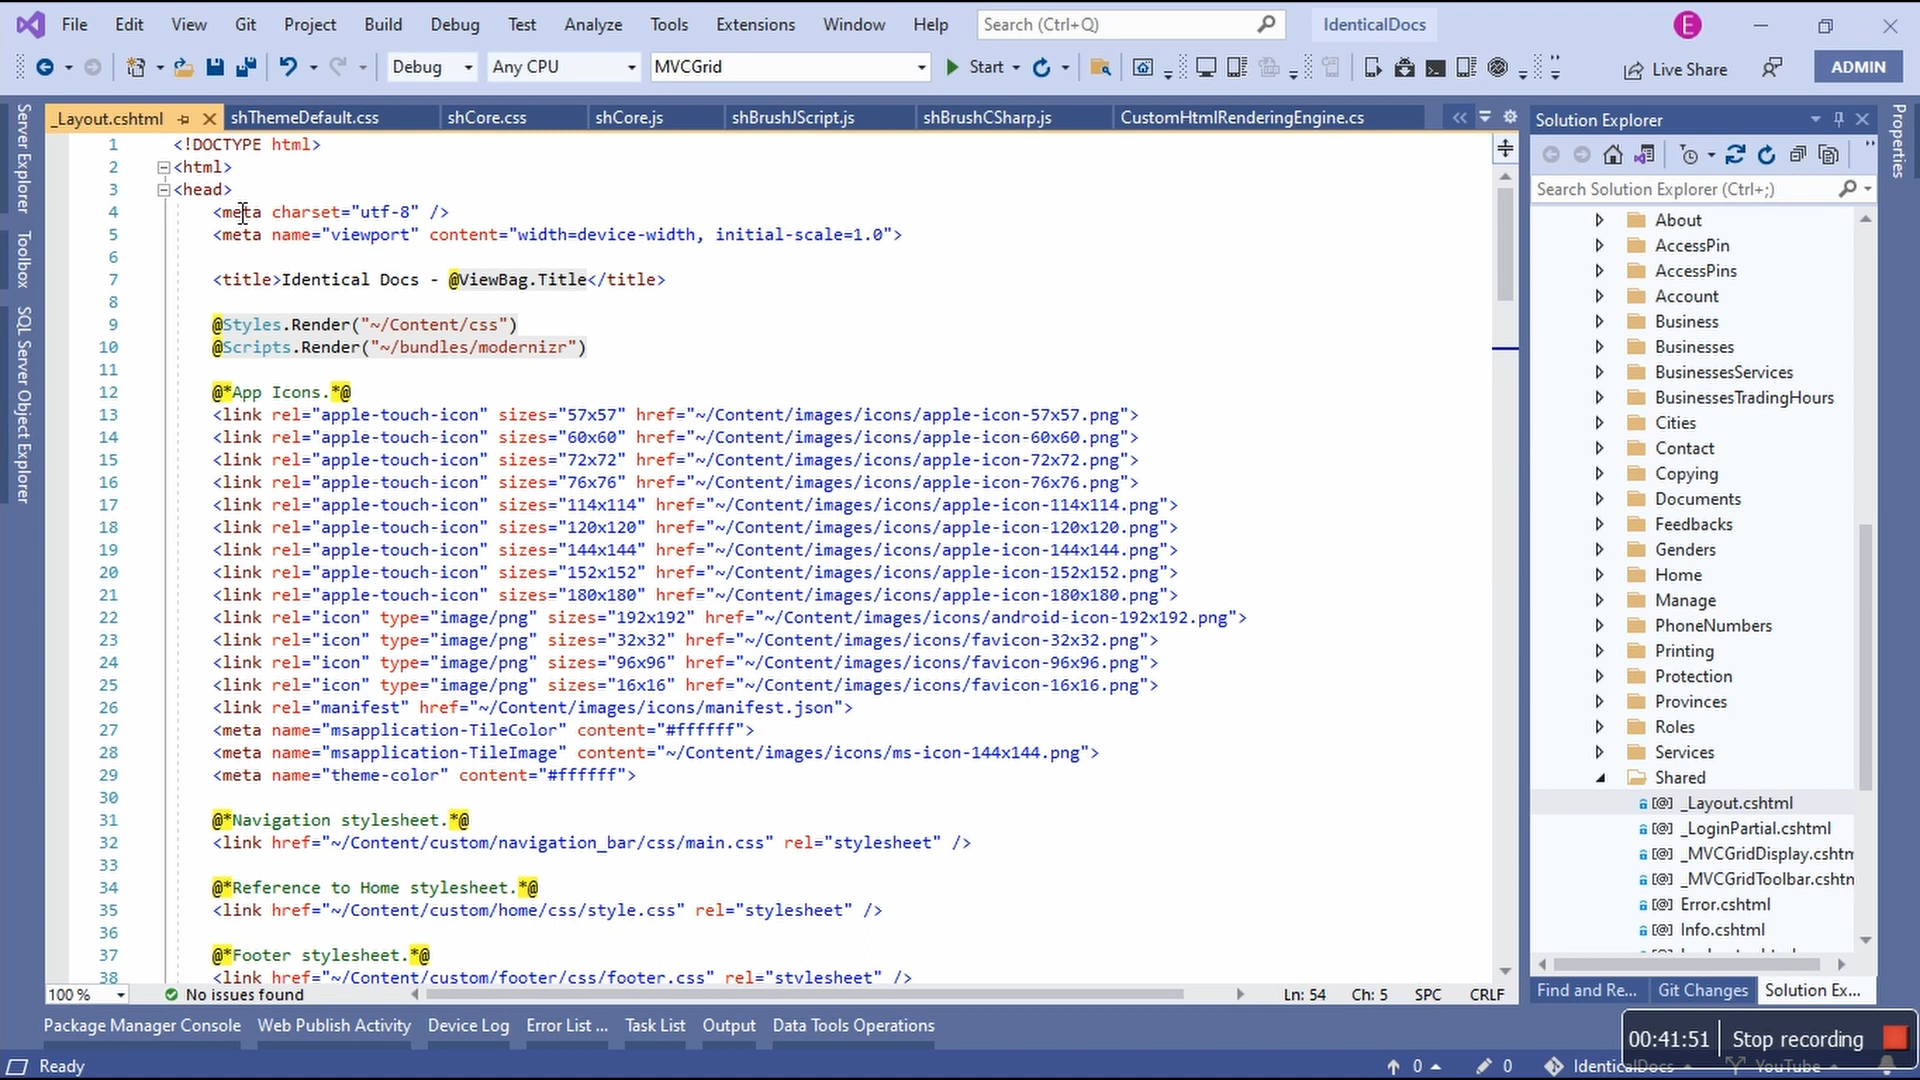 File Edit View Git Project Build Debug Test Analyze Tools Extensions Window Help Search (Ctrl+Q) IdenticalDocs E
Debug Any CPU MVCGrid Start Live Share ADMIN
_Layout.cshtml shThemeDefault.css shCore.css shCore.js shBrushJScript.js shBrushCSharp.js CustomHtmlRenderingEngine.cs
Server Explorer
Toolbox
SQL Server Object Explorer
1 <!DOCTYPE html>
2 <html>
3 <head>
4 <meta charset="utf-8" />
5 <meta name="viewport" content="width=device-width, initial-scale=1.0">
6
7 <title>Identical Docs - @ViewBag.Title</title>
8
9 @Styles.Render("~/Content/css")
10 @Scripts.Render("~/bundles/modernizr")
11
12 @*App Icons.*@
13 <link rel="apple-touch-icon" sizes="57x57" href="~/Content/images/icons/apple-icon-57x57.png">
14 <link rel="apple-touch-icon" sizes="60x60" href="~/Content/images/icons/apple-icon-60x60.png">
15 <link rel="apple-touch-icon" sizes="72x72" href="~/Content/images/icons/apple-icon-72x72.png">
16 <link rel="apple-touch-icon" sizes="76x76" href="~/Content/images/icons/apple-icon-76x76.png">
17 <link rel="apple-touch-icon" sizes="114x114" href="~/Content/images/icons/apple-icon-114x114.png">
18 <link rel="apple-touch-icon" sizes="120x120" href="~/Content/images/icons/apple-icon-120x120.png">
19 <link rel="apple-touch-icon" sizes="144x144" href="~/Content/images/icons/apple-icon-144x144.png">
20 <link rel="apple-touch-icon" sizes="152x152" href="~/Content/images/icons/apple-icon-152x152.png">
21 <link rel="apple-touch-icon" sizes="180x180" href="~/Content/images/icons/apple-icon-180x180.png">
22 <link rel="icon" type="image/png" sizes="192x192" href="~/Content/images/icons/android-icon-192x192.png">
23 <link rel="icon" type="image/png" sizes="32x32" href="~/Content/images/icons/favicon-32x32.png">
24 <link rel="icon" type="image/png" sizes="96x96" href="~/Content/images/icons/favicon-96x96.png">
25 <link rel="icon" type="image/png" sizes="16x16" href="~/Content/images/icons/favicon-16x16.png">
26 <link rel="manifest" href="~/Content/images/icons/manifest.json">
27 <meta name="msapplication-TileColor" content="#ffffff">
28 <meta name="msapplication-TileImage" content="~/Content/images/icons/ms-icon-144x144.png">
29 <meta name="theme-color" content="#ffffff">
30
31 @*Navigation stylesheet.*@
32 <link href="~/Content/custom/navigation_bar/css/main.css" rel="stylesheet" />
33
34 @*Reference to Home stylesheet.*@
35 <link href="~/Content/custom/home/css/style.css" rel="stylesheet" />
36
37 @*Footer stylesheet.*@
38 <link href="~/Content/custom/footer/css/footer.css" rel="stylesheet" />
100 % No issues found Ln: 54 Ch: 5 SPC CRLF
Solution Explorer
Search Solution Explorer (Ctrl+;)
About
AccessPin
AccessPins
Account
Business
Businesses
BusinessesServices
BusinessesTradingHours
Cities
Contact
Copying
Documents
Feedbacks
Genders
Home
Manage
PhoneNumbers
Printing
Protection
Provinces
Roles
Services
Shared
[@] _Layout.cshtml
[@] _LoginPartial.cshtml
[@] _MVCGridDisplay.cshtm
[@] _MVCGridToolbar.cshtn
[@] Error.cshtml
[@] Info.cshtml
Find and Re... Git Changes Solution Ex...
Properties
Package Manager Console Web Publish Activity Device Log Error List ... Task List Output Data Tools Operations
00:41:51 Stop recording
Ready 0 0 IdenticalDocs YouTube